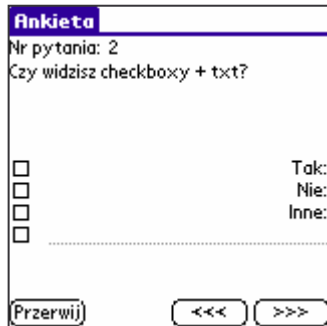 Ankieta
Nr pytania: 2
Czy widzisz checkboxy + txt?
Tak:
Nie:
Inne:
Przerwij <<< >>>